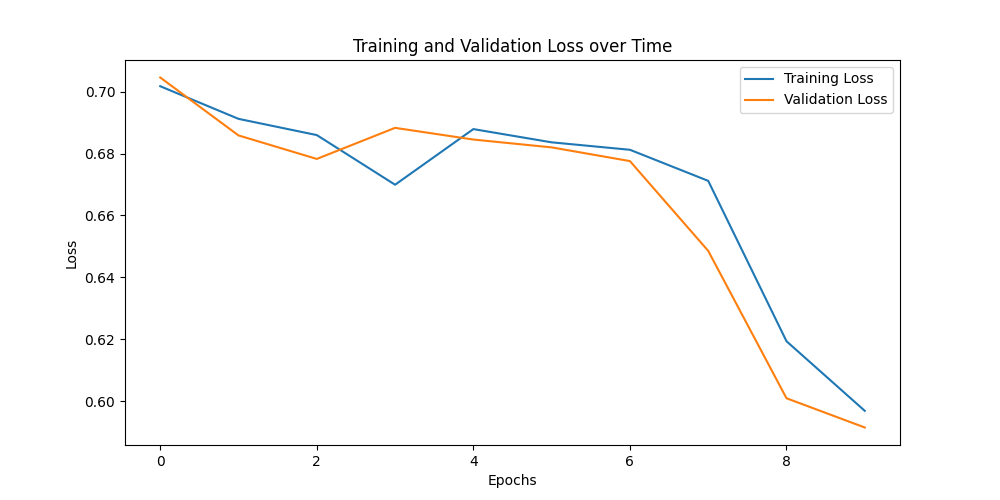 Training and Validation Loss over Time
Training Loss
Validation Loss
0.70
0.68
0.66
0.64
0.62
0.60
Loss
0 2 4 6 8
Epochs